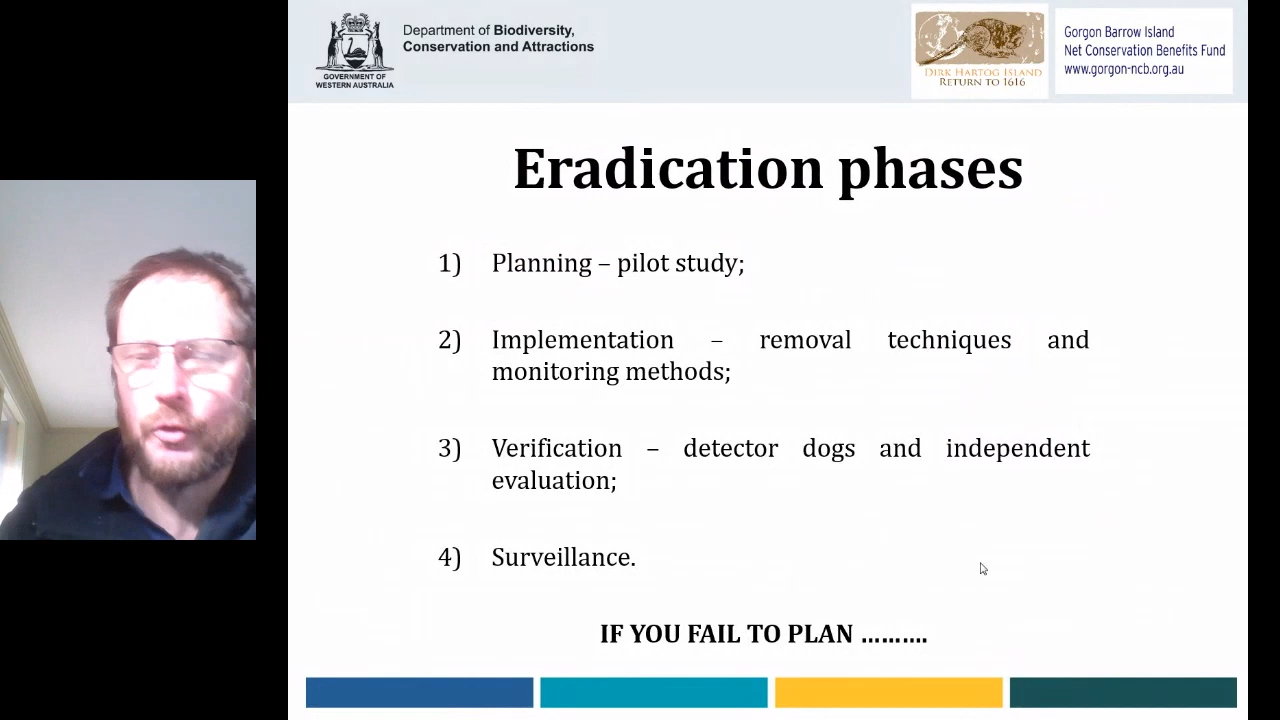 GOVERNMENT OF
WESTERN AUSTRALIA
Department of Biodiversity,
Conservation and Attractions
DIRK HARTOG ISLAND
RETURN TO 1616
Gorgon Barrow Island
Net Conservation Benefits Fund
www.gorgon-ncb.org.au
Eradication phases
1) Planning – pilot study;
2) Implementation – removal techniques and
monitoring methods;
3) Verification – detector dogs and independent
evaluation;
4) Surveillance.
IF YOU FAIL TO PLAN ……….